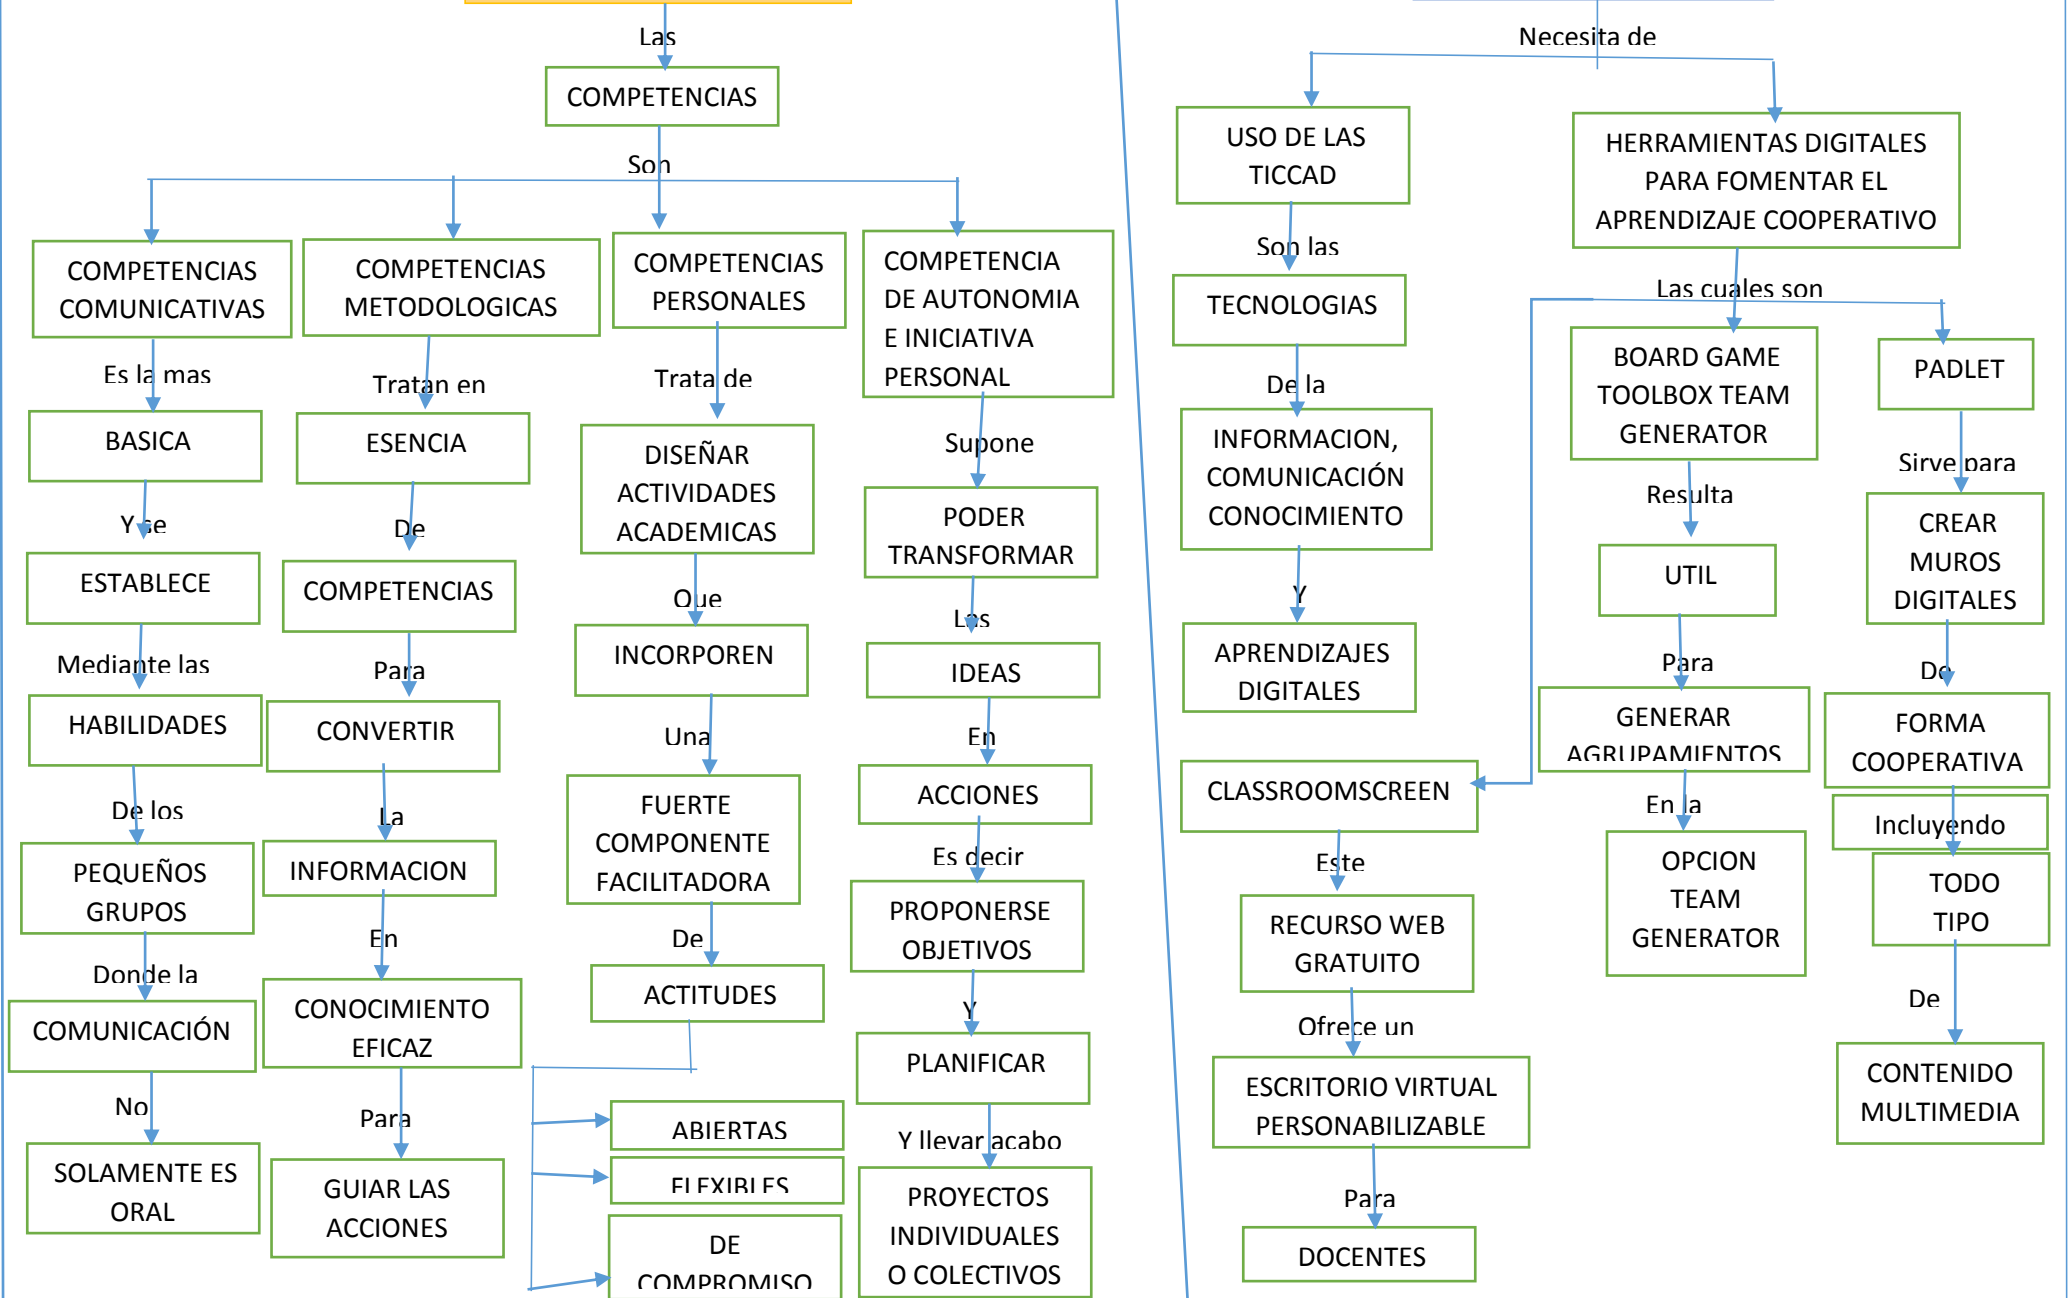 Las
COMPETENCIAS
Son
COMPETENCIAS
COMUNICATIVAS
Es la mas
BASICA
Y se
ESTABLECE
Mediante las
HABILIDADES
De los
PEQUEÑOS
GRUPOS
Donde la
COMUNICACIÓN
No
SOLAMENTE ES
ORAL
COMPETENCIAS
METODOLOGICAS
Tratan en
ESENCIA
De
COMPETENCIAS
Para
CONVERTIR
La
INFORMACION
En
CONOCIMIENTO
EFICAZ
Para
GUIAR LAS
ACCIONES
COMPETENCIAS
PERSONALES
Trata de
DISEÑAR
ACTIVIDADES
ACADEMICAS
Que
INCORPOREN
Una
FUERTE
COMPONENTE
FACILITADORA
De
ACTITUDES
ABIERTAS
FLEXIBLES
DE
COMPROMISO
COMPETENCIA
DE AUTONOMIA
E INICIATIVA
PERSONAL
Supone
PODER
TRANSFORMAR
Las
IDEAS
En
ACCIONES
Es decir
PROPONERSE
OBJETIVOS
Y
PLANIFICAR
Y llevar acabo
PROYECTOS
INDIVIDUALES
O COLECTIVOS
Necesita de
USO DE LAS
TICCAD
Son las
TECNOLOGIAS
De la
INFORMACION,
COMUNICACIÓN
CONOCIMIENTO
Y
APRENDIZAJES
DIGITALES
HERRAMIENTAS DIGITALES
PARA FOMENTAR EL
APRENDIZAJE COOPERATIVO
Las cuales son
CLASSROOMSCREEN
Este
RECURSO WEB
GRATUITO
Ofrece un
ESCRITORIO VIRTUAL
PERSONABILIZABLE
Para
DOCENTES
BOARD GAME
TOOLBOX TEAM
GENERATOR
Resulta
UTIL
Para
GENERAR
AGRUPAMIENTOS
En la
OPCION
TEAM
GENERATOR
PADLET
Sirve para
CREAR
MUROS
DIGITALES
De
FORMA
COOPERATIVA
Incluyendo
TODO
TIPO
De
CONTENIDO
MULTIMEDIA